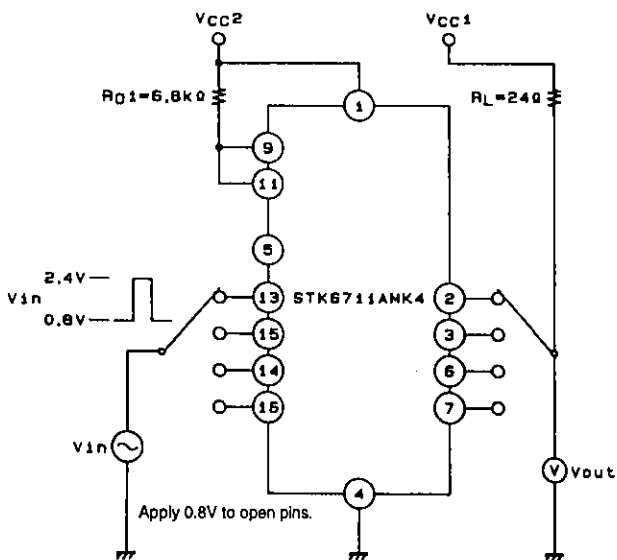 VCC2
VCC1
RO1=6.8kΩ
RL=24Ω
1
9
11
5
2.4V
Vin
0.8V
13
STK6711AMK4
2
15
3
14
6
16
7
Vin
V
Vout
4
Apply 0.8V to open pins.